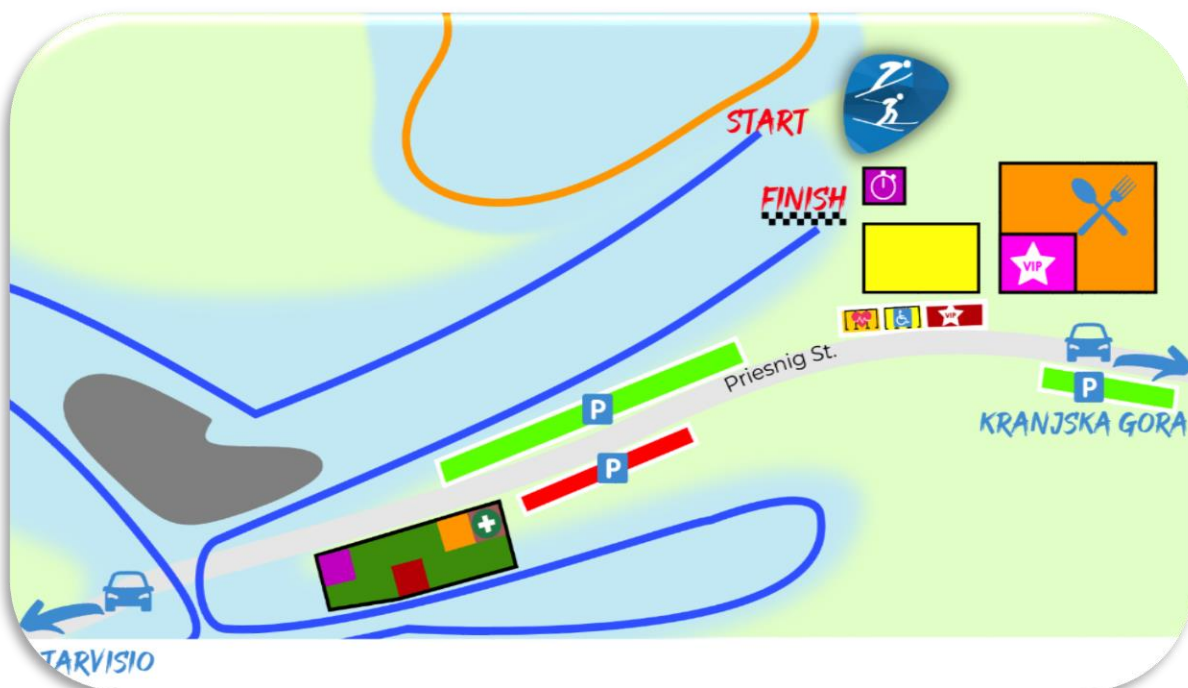 START
FINISH
VIP
VIP
Priesnig St.
P
P
P
KRANJSKA GORA
TARVISIO